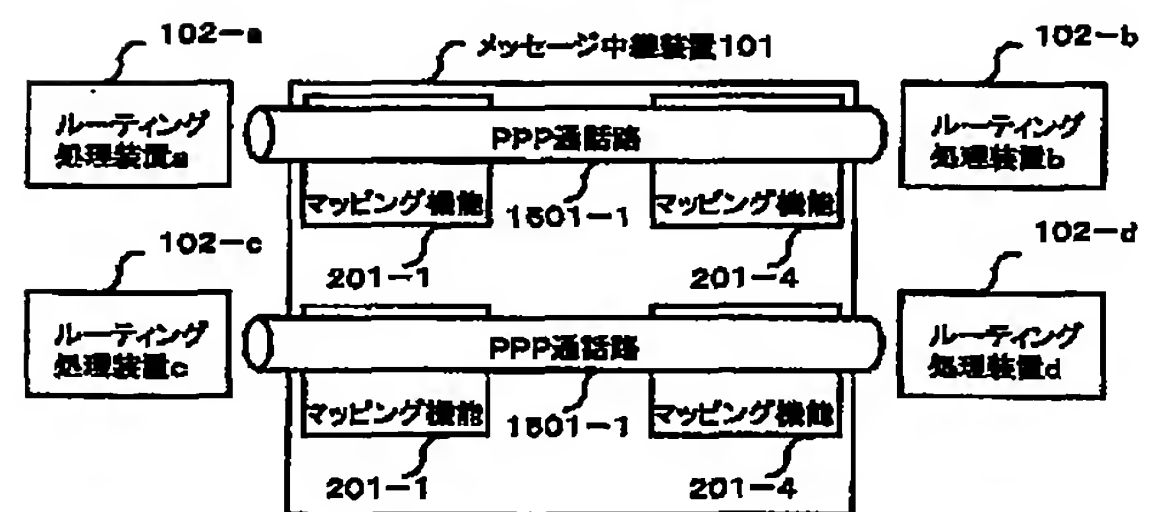 102-a
メッセージ中継装置101
102-b
ルーティング
処理装置a
PPP通話路
ルーティング
処理装置b
マッピング機能
1501-1
マッピング機能
201-1
201-4
102-c
102-d
ルーティング
処理装置c
PPP通話路
ルーティング
処理装置d
マッピング機能
1501-1
マッピング機能
201-1
201-4